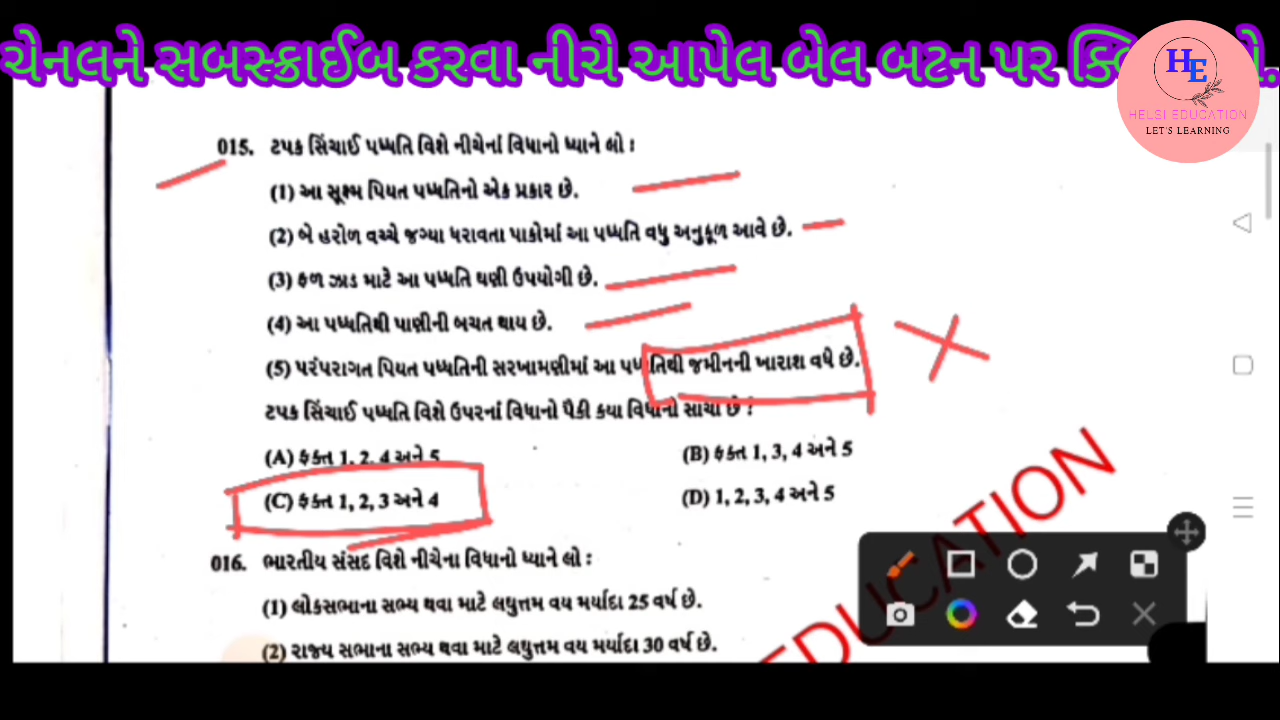 ચેનલને સબસ્ક્રાઈબ કરવા નીચે આપેલ બેલ બટન પર
HE
HELSI EDUCATION
LET'S LEARNING
015. ટપક સિંચાઈ પધ્ધતિ વિશે નીચેનાં વિધાનો ધ્યાને લો :
(1) આ સૂક્ષ્મ પિયત પધ્ધતિનો એક પ્રકાર છે.
(2) બે હરોળ વચ્ચે જગ્યા ધરાવતા પાકોમાં આ પધ્ધતિ વધુ અનુકૂળ આવે છે.
(3) ફળ ઝાડ માટે આ પધ્ધતિ ઘણી ઉપયોગી છે.
(4) આ પધ્ધતિથી પાણીની બચત થાય છે.
(5) પરંપરાગત પિયત પધ્ધતિની સરખામણીમાં આ પધ્ધતિથી જમીનની ખારાશ વધે છે.
ટપક સિંચાઈ પધ્ધતિ વિશે ઉપરનાં વિધાનો પૈકી કયા વિધાનો સાચા છે ?
(A) ફક્ત 1, 2, 4 અને 5 (B) ફક્ત 1, 3, 4 અને 5
(C) ફક્ત 1, 2, 3 અને 4 (D) 1, 2, 3, 4 અને 5
016. ભારતીય સંસદ વિશે નીચેના વિધાનો ધ્યાને લો :
(1) લોકસભાના સભ્ય થવા માટે લઘુત્તમ વય મર્યાદા 25 વર્ષ છે.
(2) રાજ્ય સભાના સભ્ય થવા માટે લઘુત્તમ વય મર્યાદા 30 વર્ષ છે.
EDUCATION